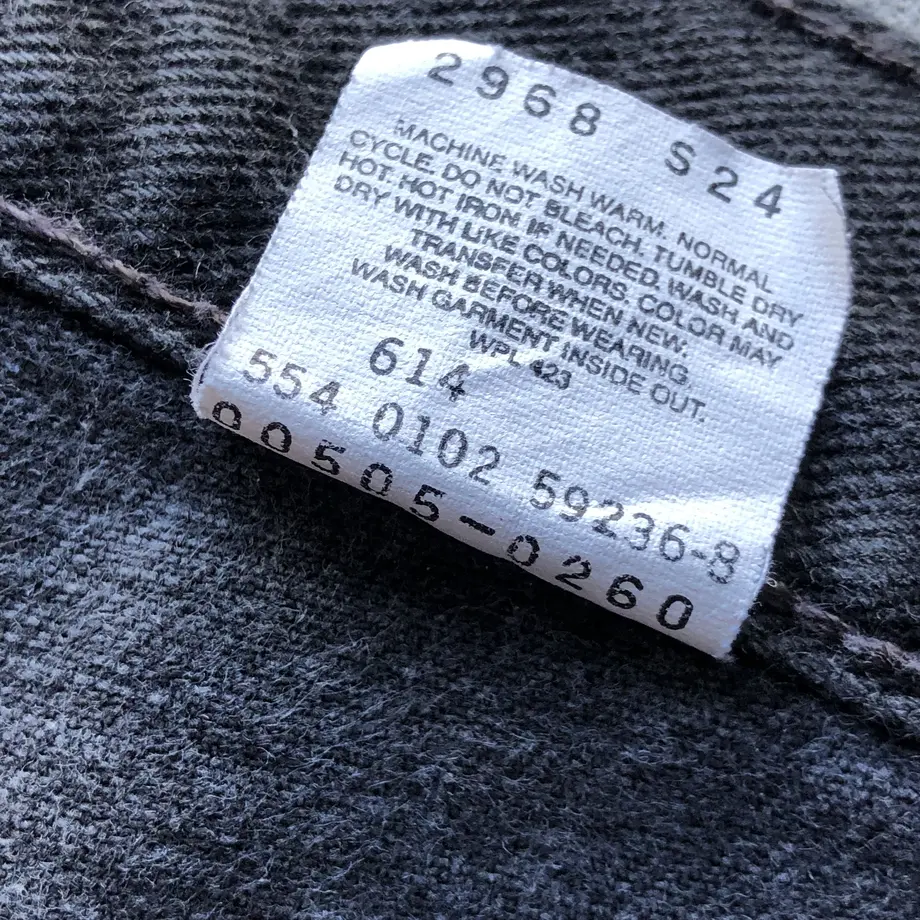 2968 S24
MACHINE WASH WARM. NORMAL
CYCLE. DO NOT BLEACH. TUMBLE DRY
HOT. HOT IRON IF NEEDED. WASH AND
DRY WITH LIKE COLORS. COLOR MAY
TRANSFER WHEN NEW;
WASH BEFORE WEARING.
WASH GARMENT INSIDE OUT.
WPL 423
614
554 0102 59236-8
00505-0260